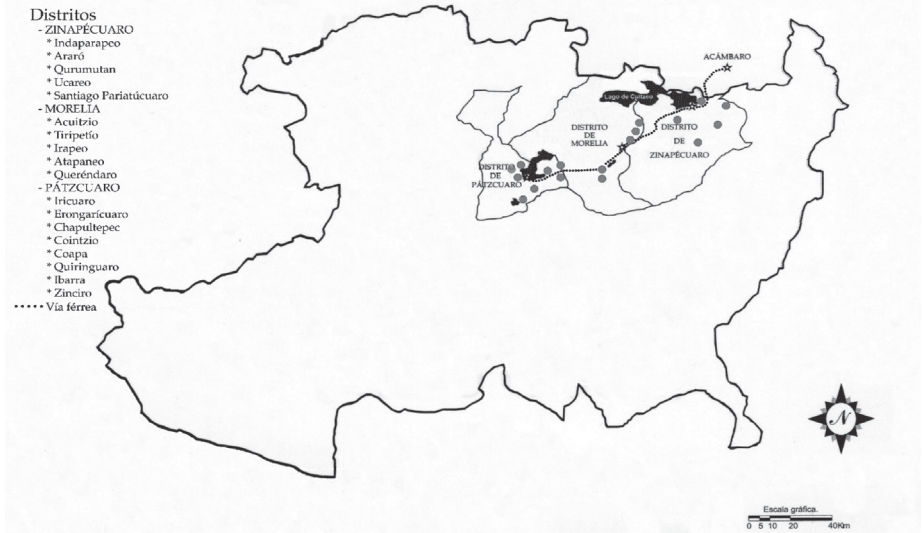 Distritos
- ZINAPÉCUARO
* Indaparapeo
* Araró
* Qurumutan
* Ucareo
* Santiago Pariatúcuaro
- MORELIA
* Acuitzio
* Tiripetío
* Irapeo
* Atapaneo
* Queréndaro
- PÁTZCUARO
* Iricuaro
* Erongarícuaro
* Chapultepec
* Cointzio
* Coapa
* Quiringuaro
* Ibarra
* Zinciro
Vía férrea
ACÁMBARO
Lago de Cuitzeo
DISTRITO
DE
MORELIA
DISTRITO
DE
ZINAPÉCUARO
DISTRITO
DE
PÁTZCUARO
N
Escala gráfica.
0 5 10 20 40Km